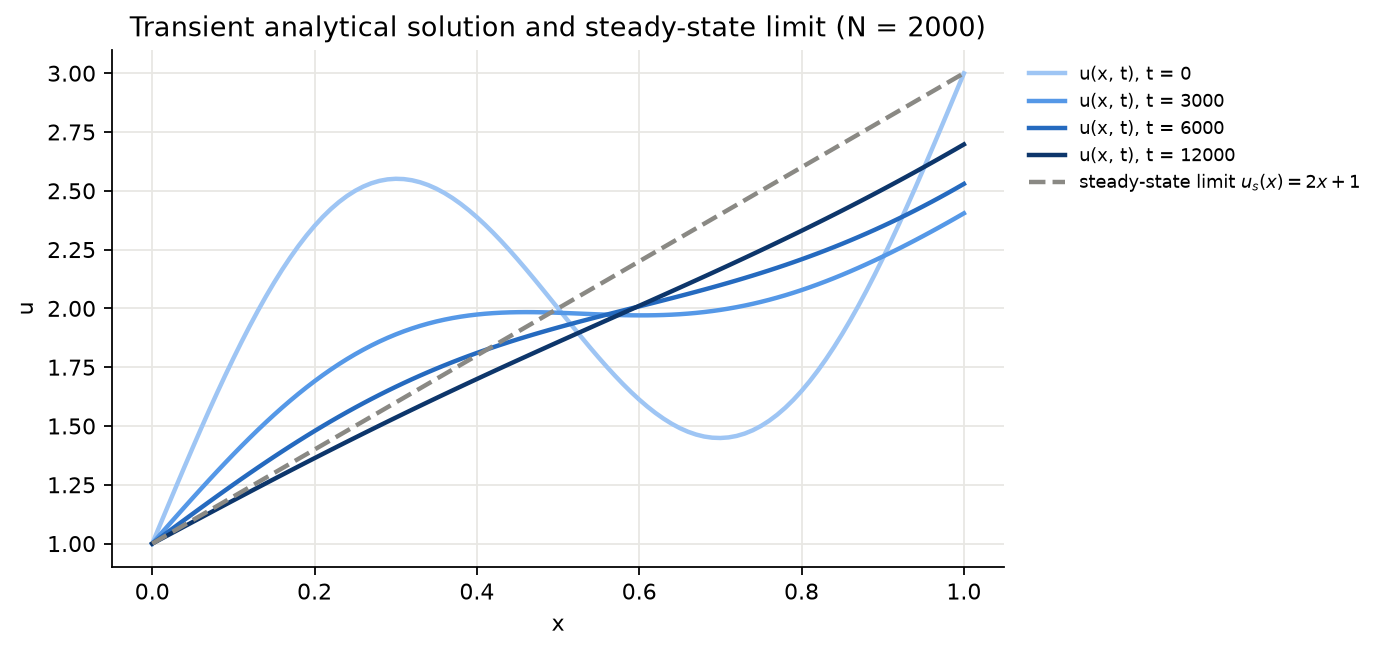 Transient analytical solution and steady-state limit (N = 2000)
3.00
2.75
2.50
2.25
2.00
1.75
1.50
1.25
1.00
u
0.0 0.2 0.4 0.6 0.8 1.0
x
u(x, t), t = 0
u(x, t), t = 3000
u(x, t), t = 6000
u(x, t), t = 12000
steady-state limit uₛ(x) = 2x + 1